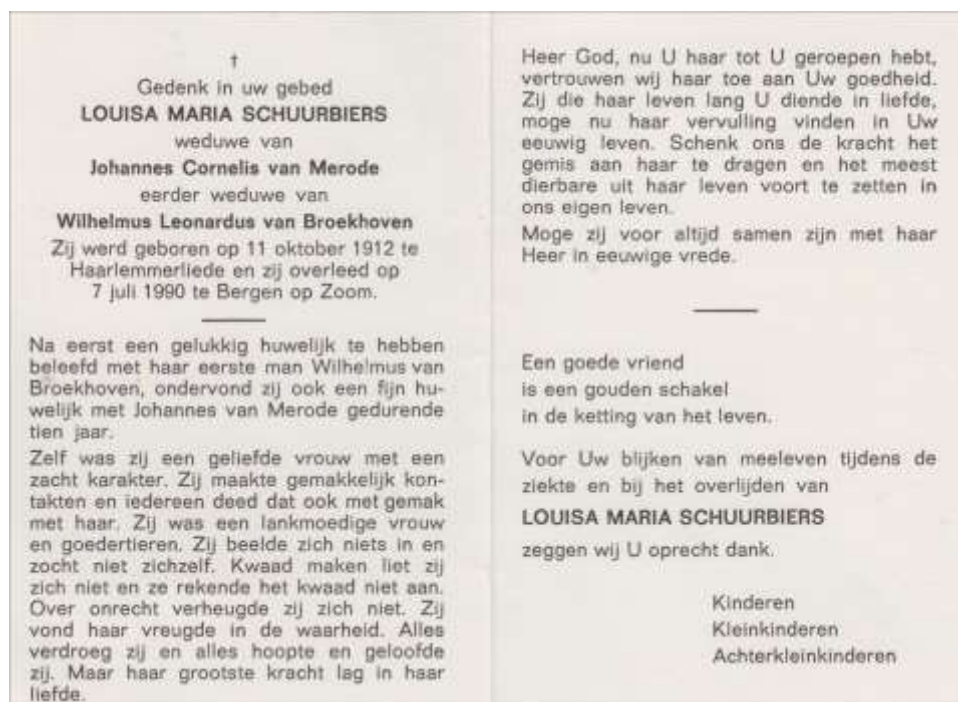 †
Gedenk in uw gebed
LOUISA MARIA SCHUURBIERS
weduwe van
Johannes Cornelis van Merode
eerder weduwe van
Wilhelmus Leonardus van Broekhoven
Zij werd geboren op 11 oktober 1912 te
Haarlemmerliede en zij overleed op
7 juli 1990 te Bergen op Zoom.
Na eerst een gelukkig huwelijk te hebben
beleefd met haar eerste man Wilhelmus van
Broekhoven, ondervond zij ook een fijn hu-
welijk met Johannes van Merode gedurende
tien jaar.
Zelf was zij een geliefde vrouw met een
zacht karakter. Zij maakte gemakkelijk kon-
takten en iedereen deed dat ook met gemak
met haar. Zij was een lankmoedige vrouw
en goedertieren. Zij beelde zich niets in en
zocht niet zichzelf. Kwaad maken liet zij
zich niet en ze rekende het kwaad niet aan.
Over onrecht verheugde zij zich niet. Zij
vond haar vreugde in de waarheid. Alles
verdroeg zij en alles hoopte en geloofde
zij. Maar haar grootste kracht lag in haar
liefde.
Heer God, nu U haar tot U geroepen hebt,
vertrouwen wij haar toe aan Uw goedheid.
Zij die haar leven lang U diende in liefde,
moge nu haar vervulling vinden in Uw
eeuwig leven. Schenk ons de kracht het
gemis aan haar te dragen en het meest
dierbare uit haar leven voort te zetten in
ons eigen leven.
Moge zij voor altijd samen zijn met haar
Heer in eeuwige vrede.
Een goede vriend
is een gouden schakel
in de ketting van het leven.
Voor Uw blijken van meeleven tijdens de
ziekte en bij het overlijden van
LOUISA MARIA SCHUURBIERS
zeggen wij U oprecht dank.
Kinderen
Kleinkinderen
Achterkleinkinderen